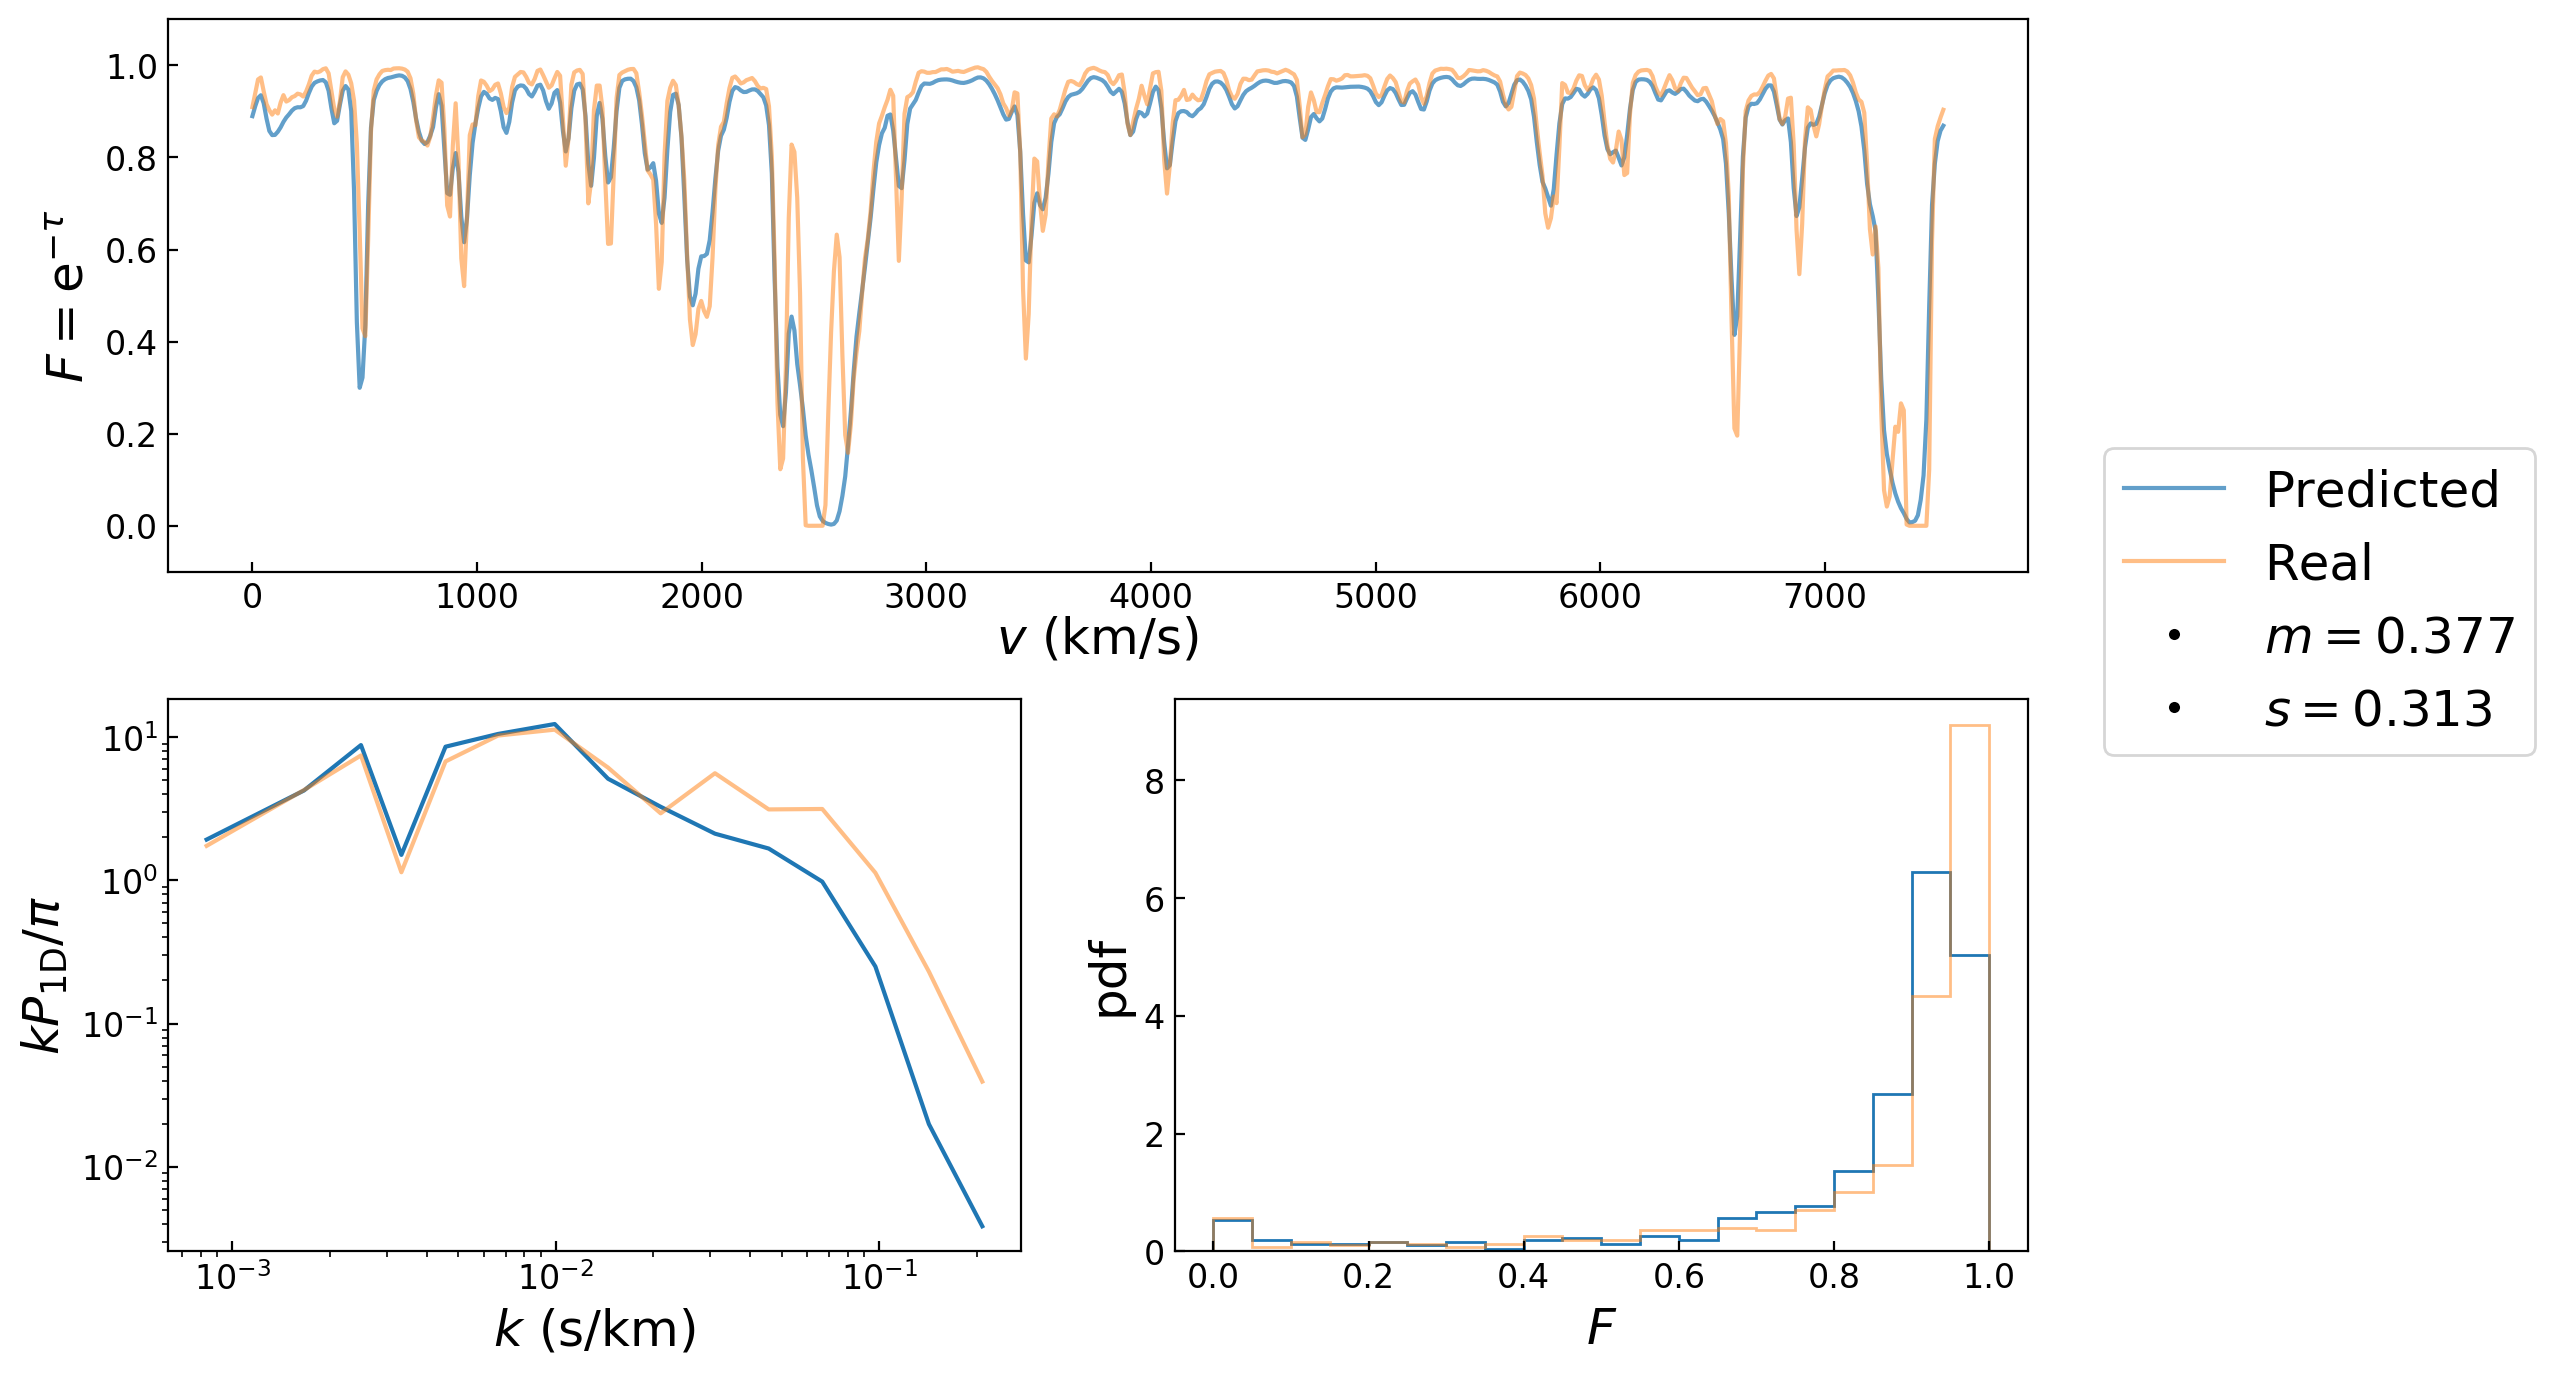 1.0
0.8
0.6
0.4
0.2
0.0
F = e^{−τ}
0 1000 2000 3000 4000 5000 6000 7000
v (km/s)
Predicted
Real
m = 0.377
s = 0.313
10^1
10^0
10^{−1}
10^{−2}
kP_{1D}/π
10^{−3} 10^{−2} 10^{−1}
k (s/km)
8
6
4
2
0
pdf
0.0 0.2 0.4 0.6 0.8 1.0
F